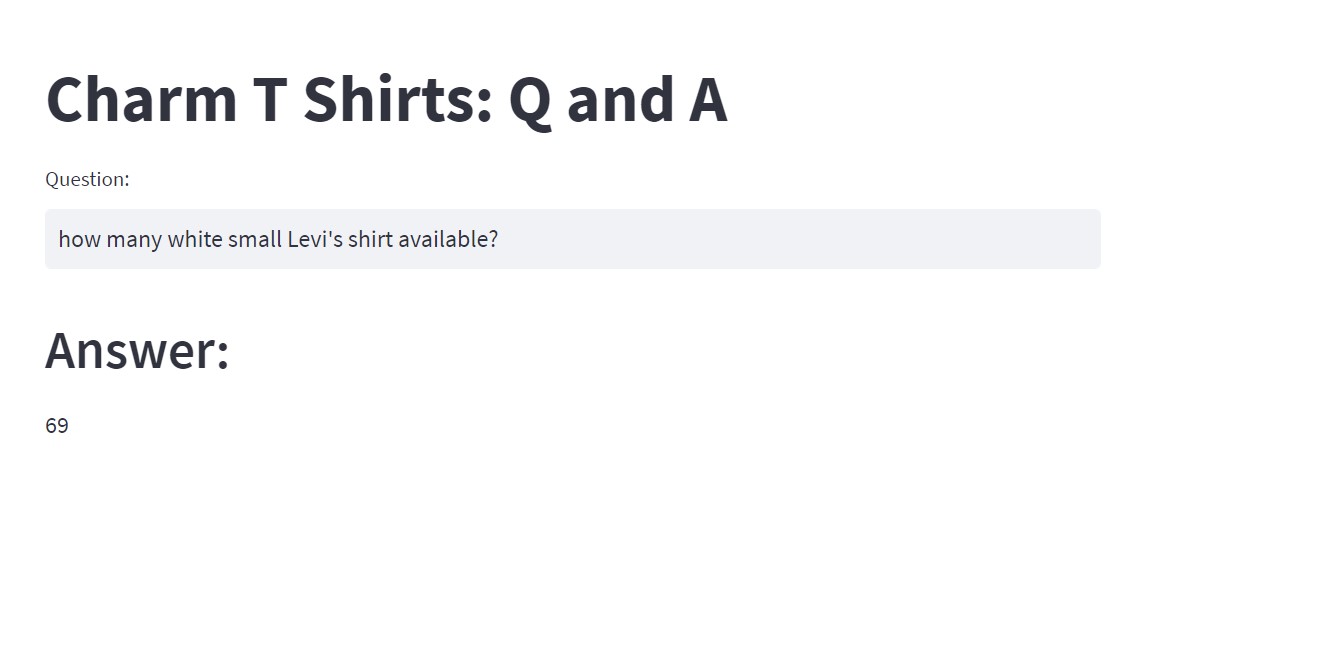 Charm T Shirts: Q and A
Question:
how many white small Levi's shirt available?
Answer:
69